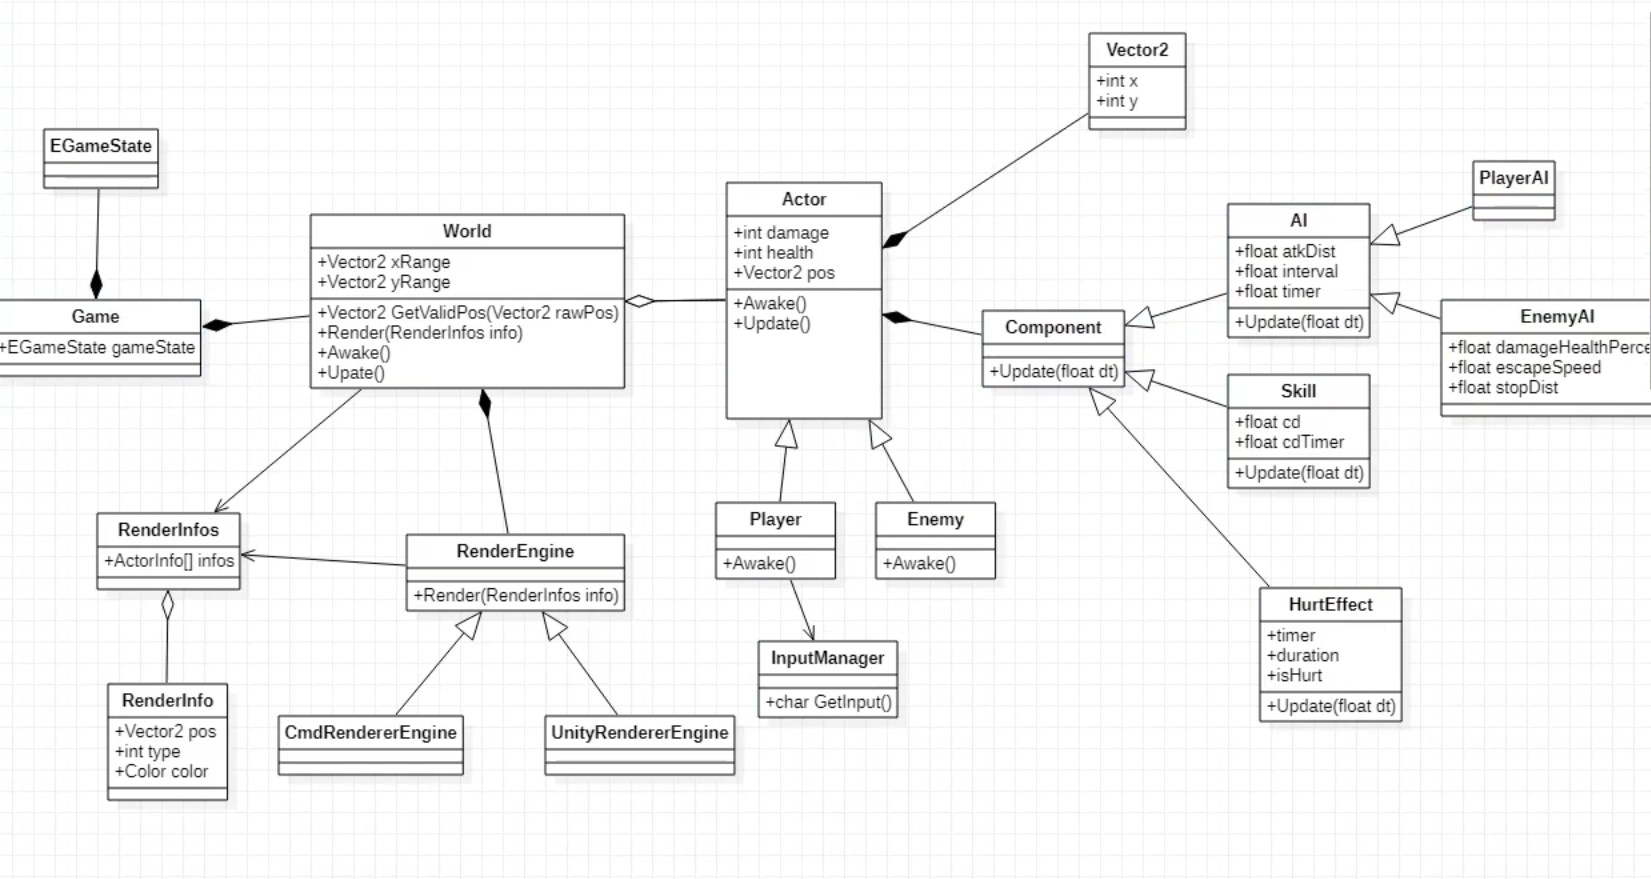 Vector2
+int x
+int y
EGameState
PlayerAI
Actor
+int damage
+int health
+Vector2 pos
+Awake()
+Update()
AI
+float atkDist
+float interval
+float timer
+Update(float dt)
World
+Vector2 xRange
+Vector2 yRange
+Vector2 GetValidPos(Vector2 rawPos)
+Render(RenderInfos info)
+Awake()
+Upate()
Game
+EGameState gameState
Component
+Update(float dt)
EnemyAI
+float damageHealthPerce
+float escapeSpeed
+float stopDist
Skill
+float cd
+float cdTimer
+Update(float dt)
RenderInfos
+ActorInfo[] infos
RenderEngine
+Render(RenderInfos info)
Player
+Awake()
Enemy
+Awake()
HurtEffect
+timer
+duration
+isHurt
+Update(float dt)
InputManager
+char GetInput()
RenderInfo
+Vector2 pos
+int type
+Color color
CmdRendererEngine
UnityRendererEngine